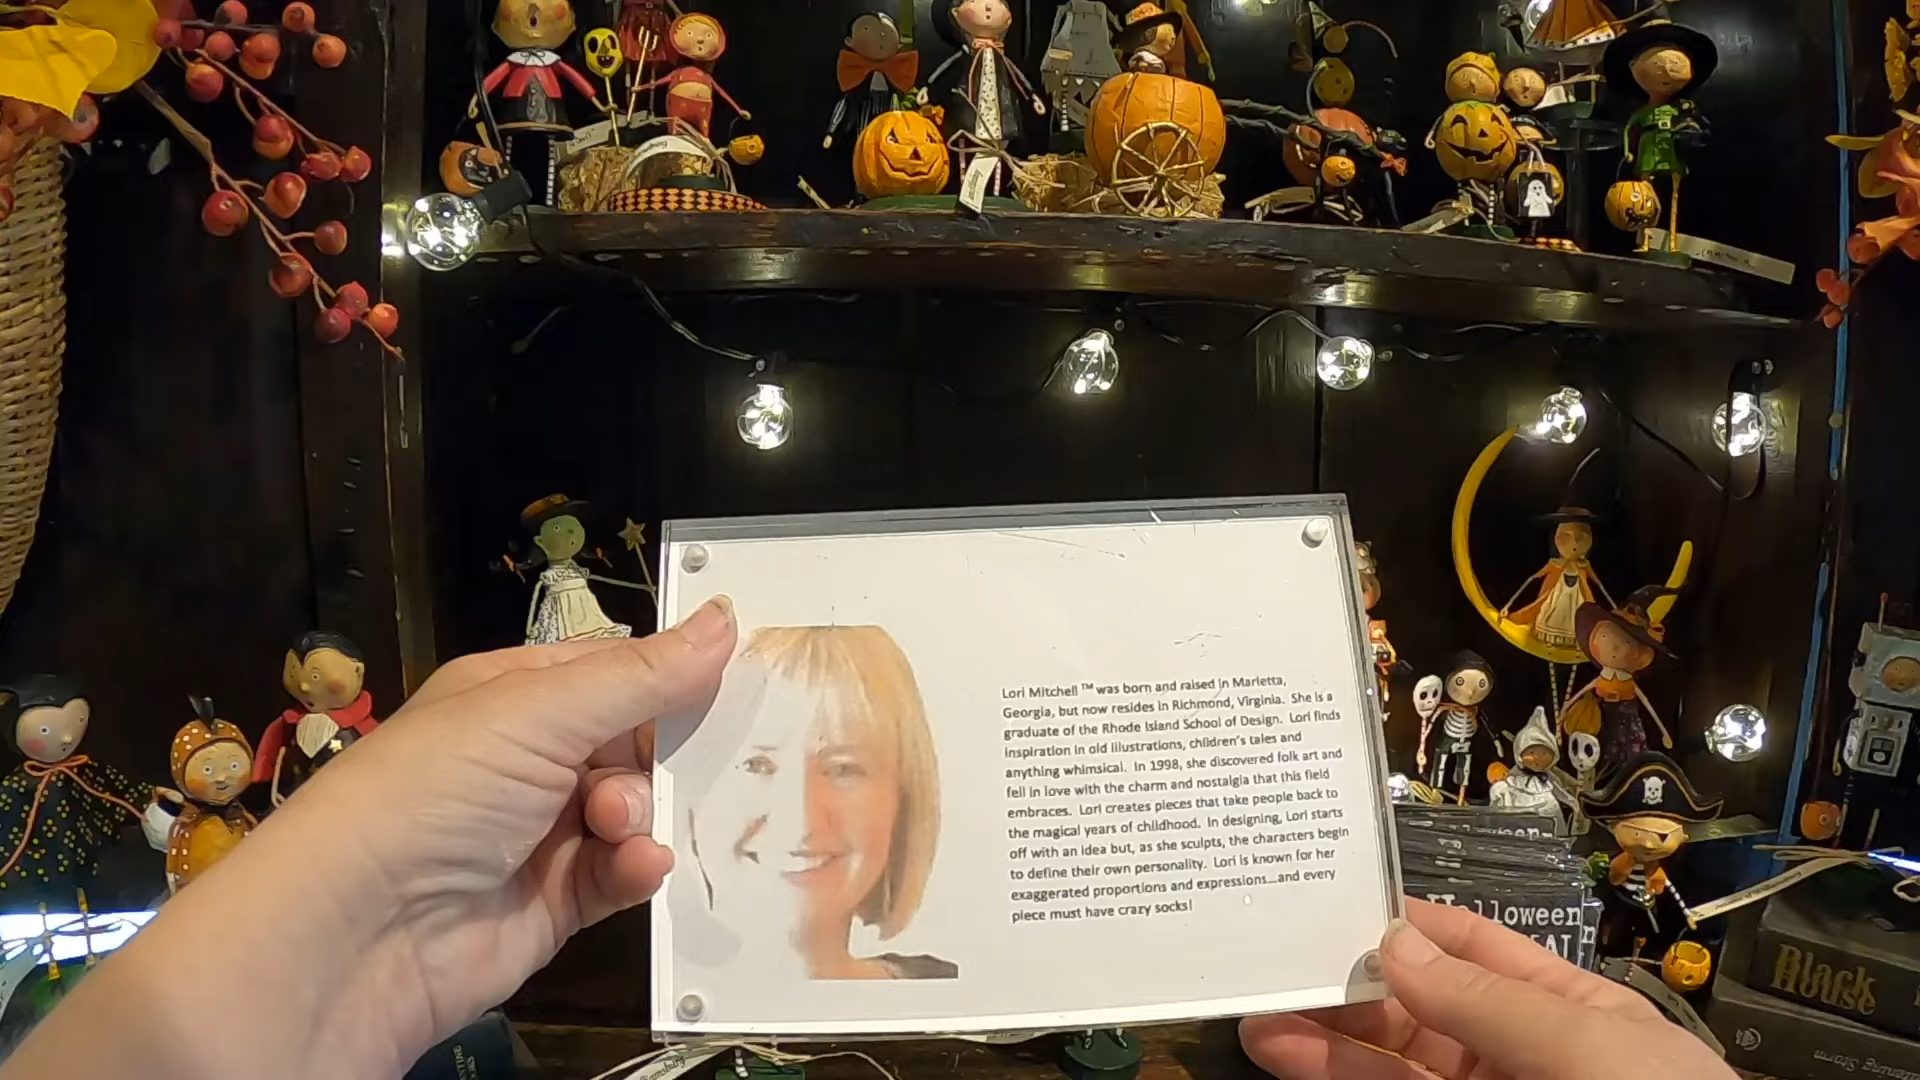 Lori Mitchell ™ was born and raised in Marietta,
Georgia, but now resides in Richmond, Virginia. She is a
graduate of the Rhode Island School of Design. Lori finds
inspiration in old illustrations, children's tales and
anything whimsical. In 1998, she discovered folk art and
fell in love with the charm and nostalgia that this field
embraces. Lori creates pieces that take people back to
the magical years of childhood. In designing, Lori starts
off with an idea but, as she sculpts, the characters begin
to define their own personality. Lori is known for her
exaggerated proportions and expressions...and every
piece must have crazy socks!
Halloween
Halloween
Black
House